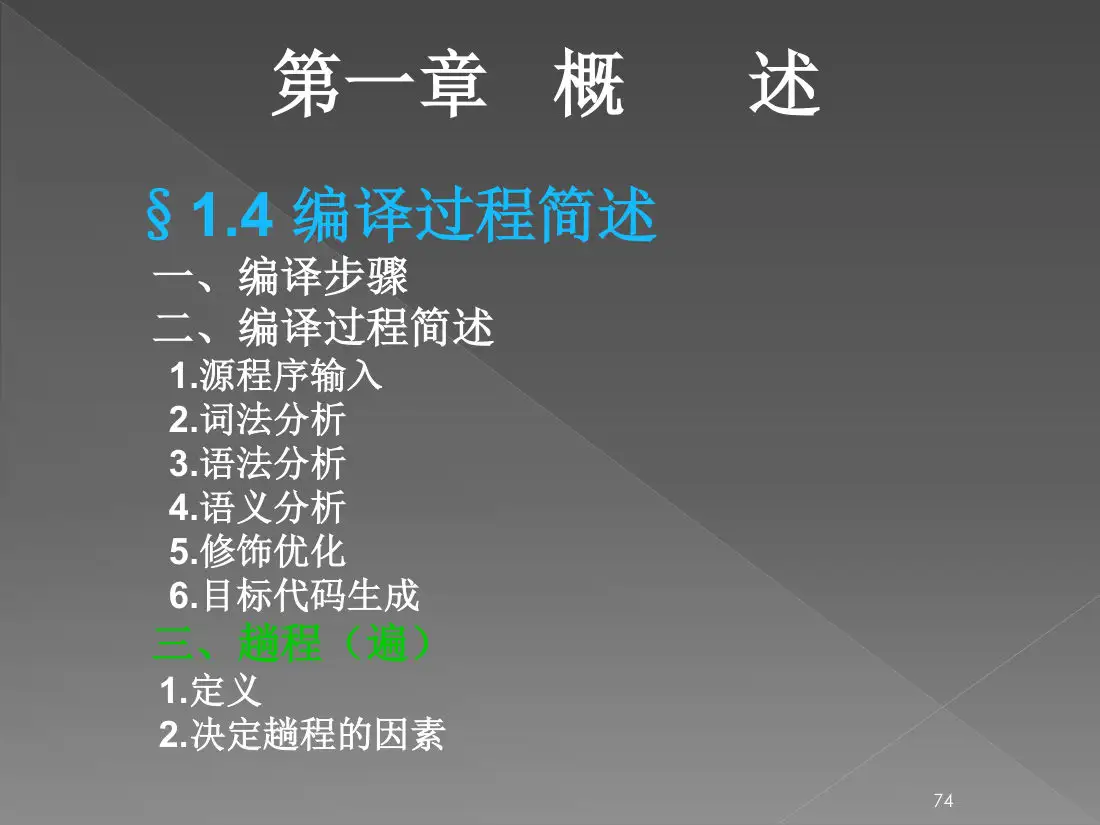 第一章 概 述
§1.4 编译过程简述
一、编译步骤
二、编译过程简述
1.源程序输入
2.词法分析
3.语法分析
4.语义分析
5.修饰优化
6.目标代码生成
三、趟程（遍）
1.定义
2.决定趟程的因素
74